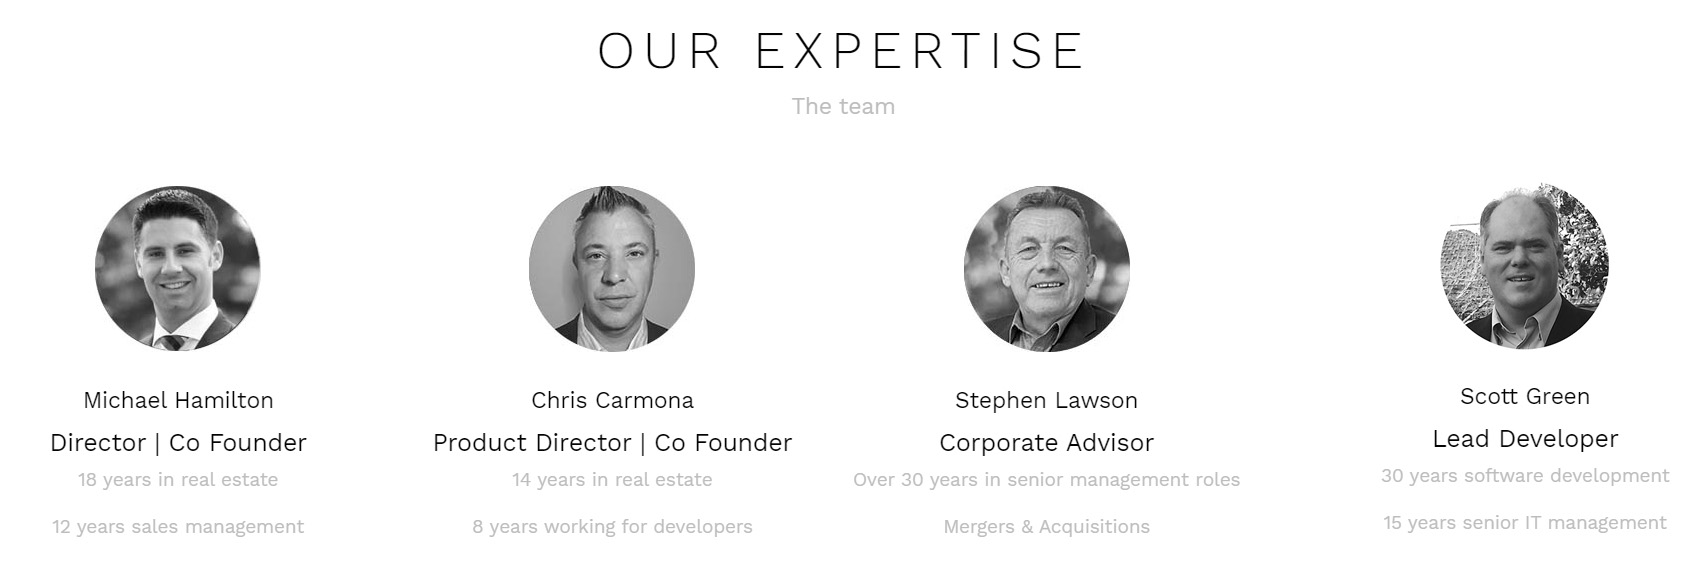 OUR EXPERTISE
The team
Michael Hamilton
Director | Co Founder
18 years in real estate
12 years sales management
Chris Carmona
Product Director | Co Founder
14 years in real estate
8 years working for developers
Stephen Lawson
Corporate Advisor
Over 30 years in senior management roles
Mergers & Acquisitions
Scott Green
Lead Developer
30 years software development
15 years senior IT management